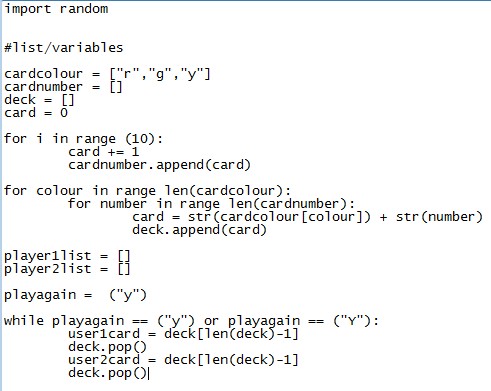 import random
#list/variables
cardcolour = ["r","g","y"]
cardnumber = []
deck = []
card = 0
for i in range (10):
        card += 1
        cardnumber.append(card)
for colour in range len(cardcolour):
        for number in range len(cardnumber):
                card = str(cardcolour[colour]) + str(number)
                deck.append(card)
player1list = []
player2list = []
playagain =  ("y")
while playagain == ("y") or playagain == ("Y"):
        user1card = deck[len(deck)-1]
        deck.pop()
        user2card = deck[len(deck)-1]
        deck.pop()